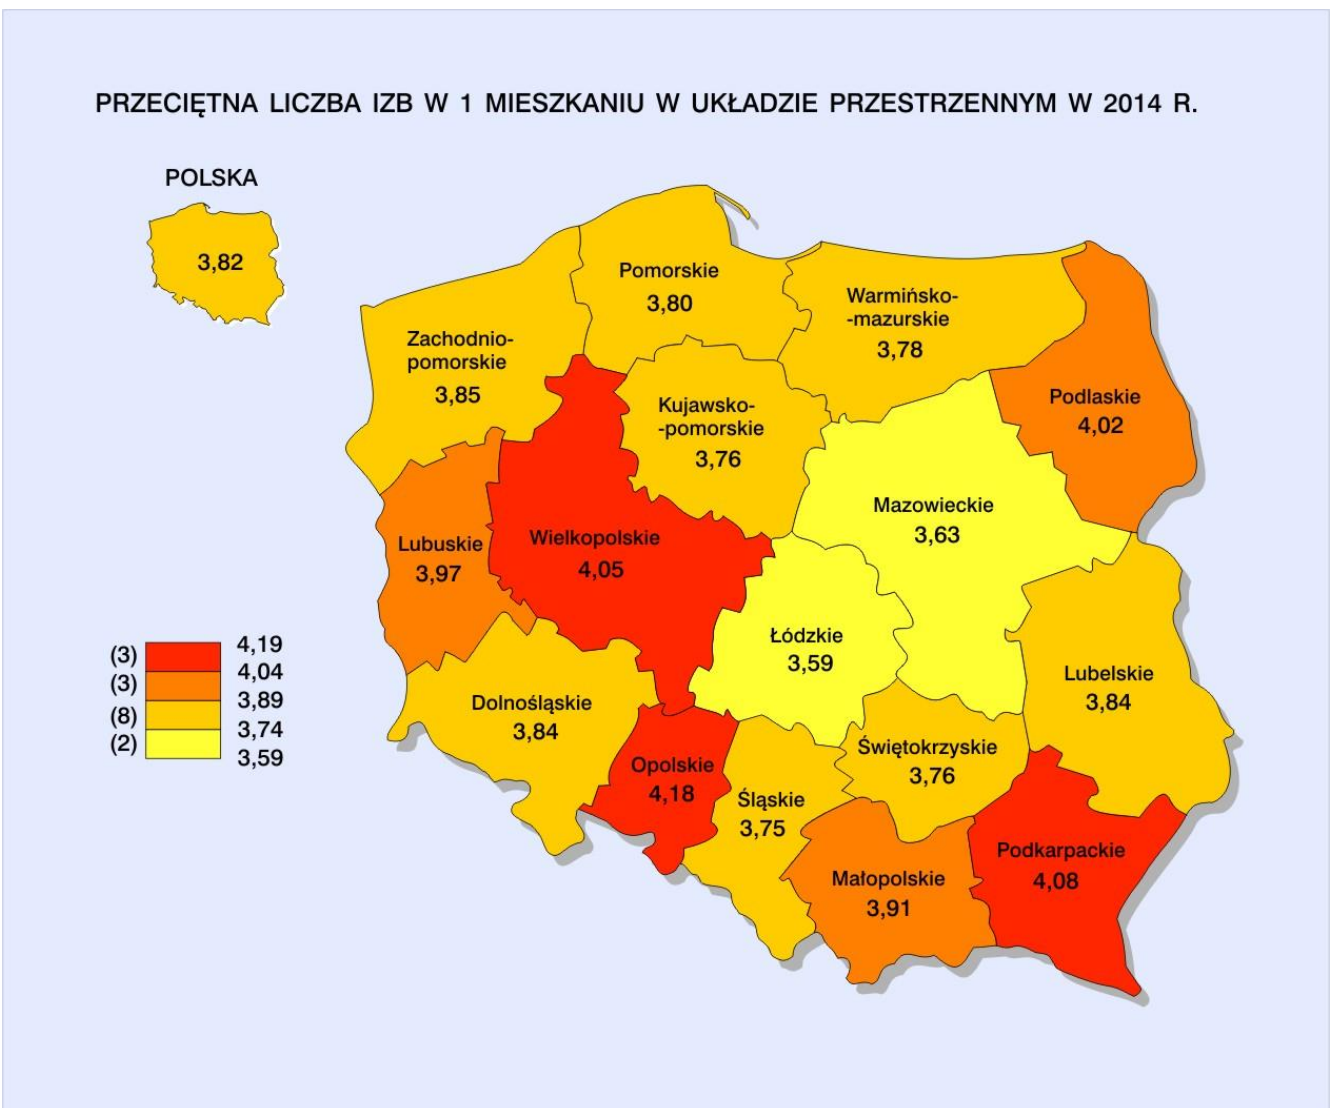 PRZECIĘTNA LICZBA IZB W 1 MIESZKANIU W UKŁADZIE PRZESTRZENNYM W 2014 R.
POLSKA
3,82
Pomorskie
3,80
Warmińsko-
-mazurskie
3,78
Zachodnio-
pomorskie
3,85
Kujawsko-
-pomorskie
3,76
Podlaskie
4,02
Mazowieckie
3,63
Lubuskie
3,97
Wielkopolskie
4,05
Łódzkie
3,59
Lubelskie
3,84
Dolnośląskie
3,84
Opolskie
4,18
Śląskie
3,75
Świętokrzyskie
3,76
Małopolskie
3,91
Podkarpackie
4,08
(3)
(3)
(8)
(2)
4,19
4,04
3,89
3,74
3,59